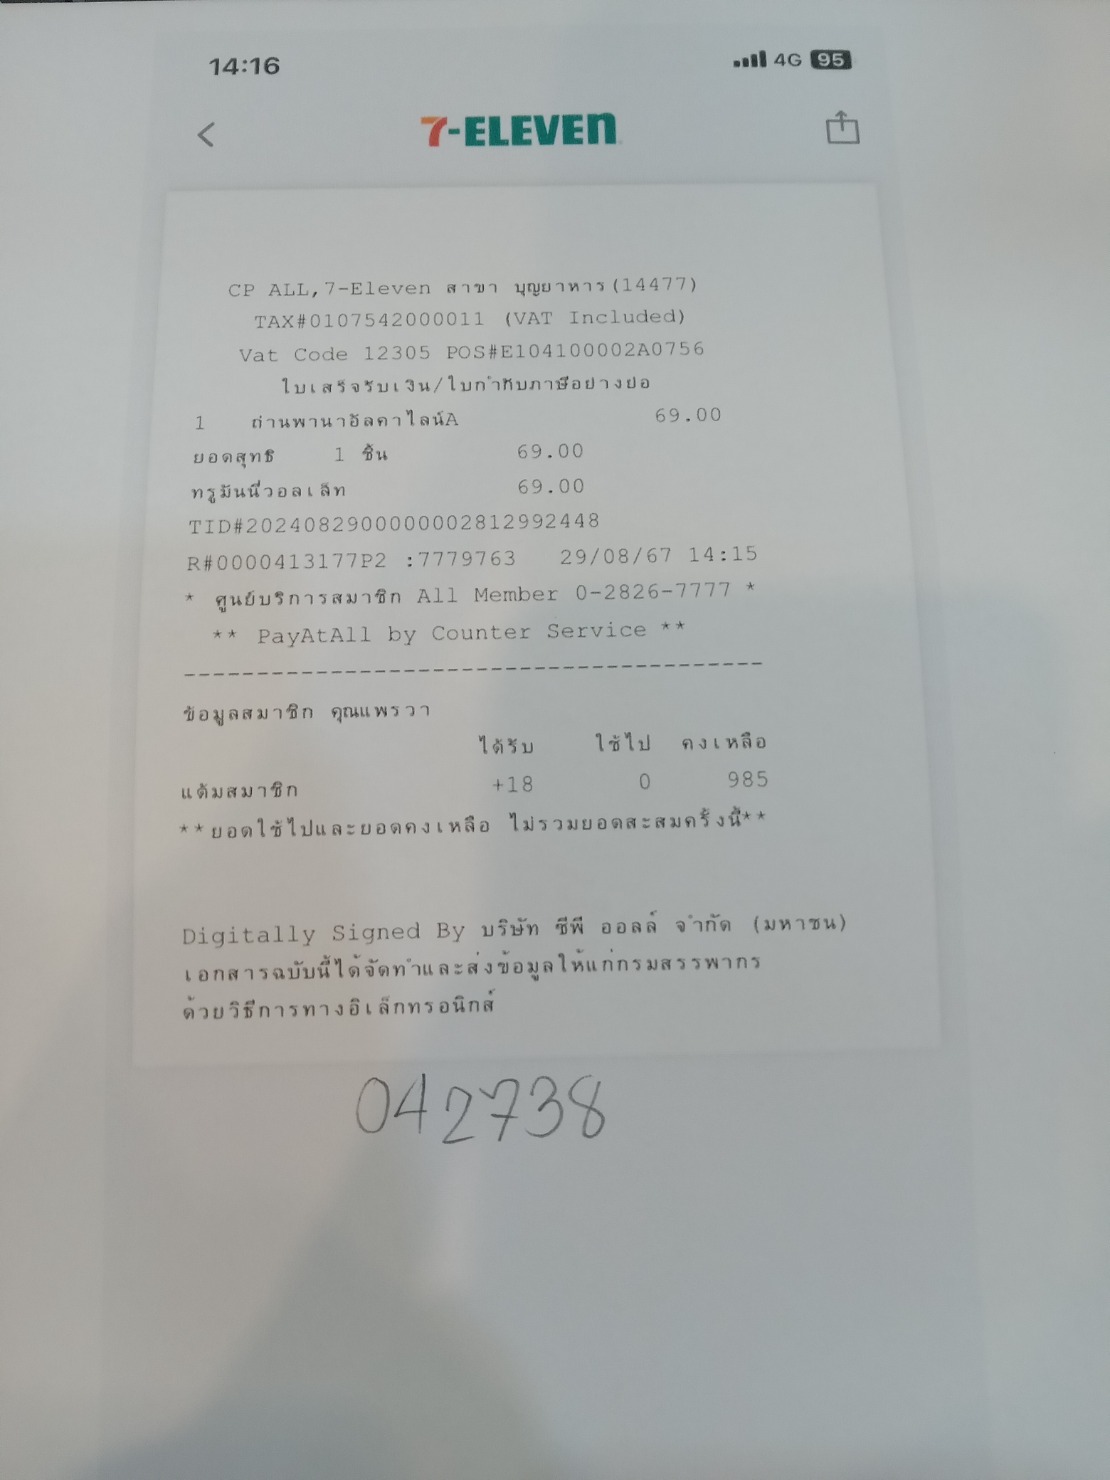 14:16 4G 95
7-ELEVEN
CP ALL,7-Eleven สาขา บุญยาหาร(14477)
TAX#0107542000011 (VAT Included)
Vat Code 12305 POS#E104100002A0756
ใบเสร็จรับเงิน/ใบกำกับภาษีอย่างย่อ
1 ถ่านพานาอัลคาไลน์A 69.00
ยอดสุทธิ 1 ชิ้น 69.00
ทรูมันนี่วอลเล็ท 69.00
TID#2024082900000002812992448
R#0000413177P2 :7779763 29/08/67 14:15
* ศูนย์บริการสมาชิก All Member 0-2826-7777 *
** PayAtAll by Counter Service **
----------------------------------------
ข้อมูลสมาชิก คุณแพรวา
ได้รับ ใช้ไป คงเหลือ
แต้มสมาชิก +18 0 985
**ยอดใช้ไปและยอดคงเหลือ ไม่รวมยอดสะสมครั้งนี้**
Digitally Signed By บริษัท ซีพี ออลล์ จำกัด (มหาชน)
เอกสารฉบับนี้ได้จัดทำและส่งข้อมูลให้แก่กรมสรรพากร
ด้วยวิธีการทางอิเล็กทรอนิกส์
042738